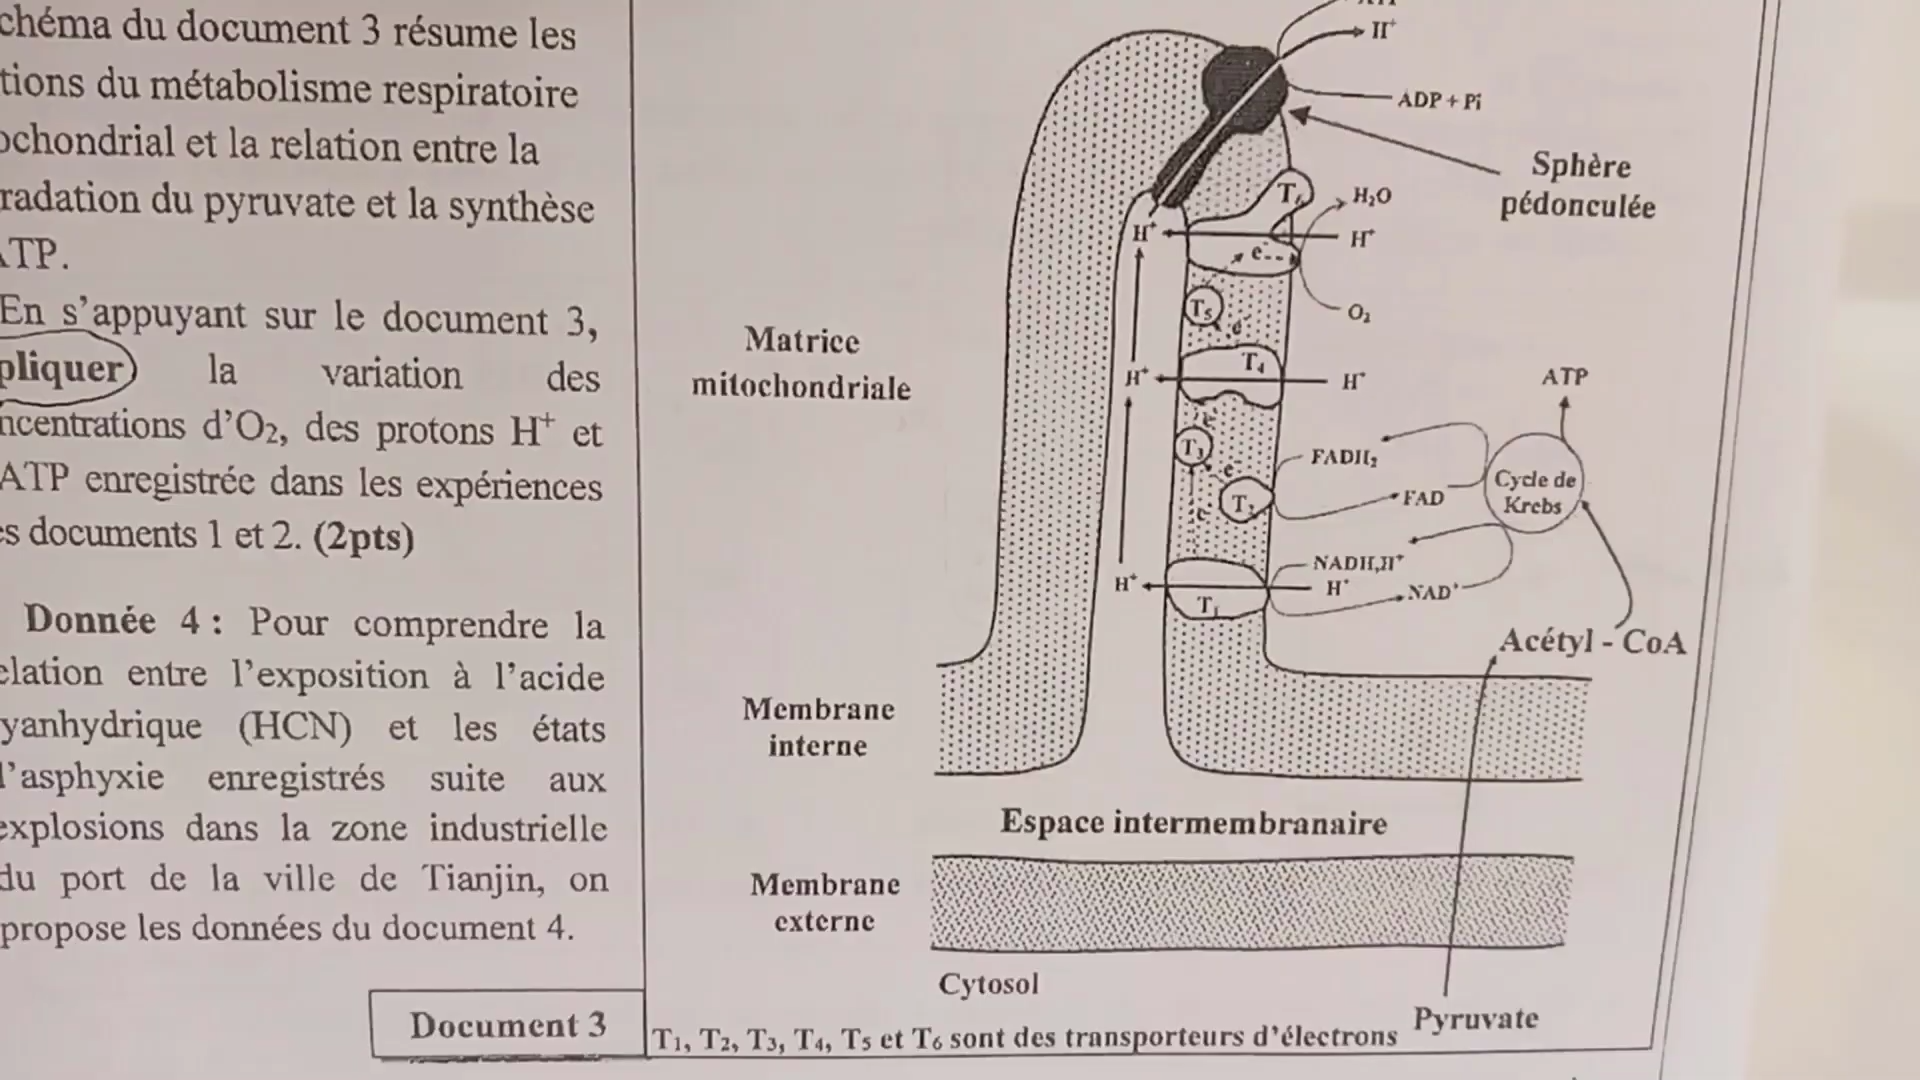 chéma du document 3 résume les
tions du métabolisme respiratoire
ochondrial et la relation entre la
radation du pyruvate et la synthèse
ATP.
En s'appuyant sur le document 3,
pliquer la variation des
ncentrations d'O₂, des protons H⁺ et
ATP enregistrée dans les expériences
es documents 1 et 2. (2pts)
Donnée 4 : Pour comprendre la
elation entre l'exposition à l'acide
yanhydrique (HCN) et les états
l'asphyxie enregistrés suite aux
explosions dans la zone industrielle
du port de la ville de Tianjin, on
propose les données du document 4.
Document 3
H⁺
ADP + Pi
Sphère
pédonculée
T₆
H₂O
H⁺
H⁺
e⁻
T₅
O₂
e⁻
Matrice
mitochondriale
T₄
H⁺
H⁺
ATP
e⁻
T₃
FADH₂
e⁻
Cycle de
Krebs
T₂
FAD
e⁻
NADH,H⁺
H⁺
H⁺
NAD⁺
T₁
Acétyl - CoA
Membrane
interne
Espace intermembranaire
Membrane
externe
Cytosol
Pyruvate
T₁, T₂, T₃, T₄, T₅ et T₆ sont des transporteurs d'électrons